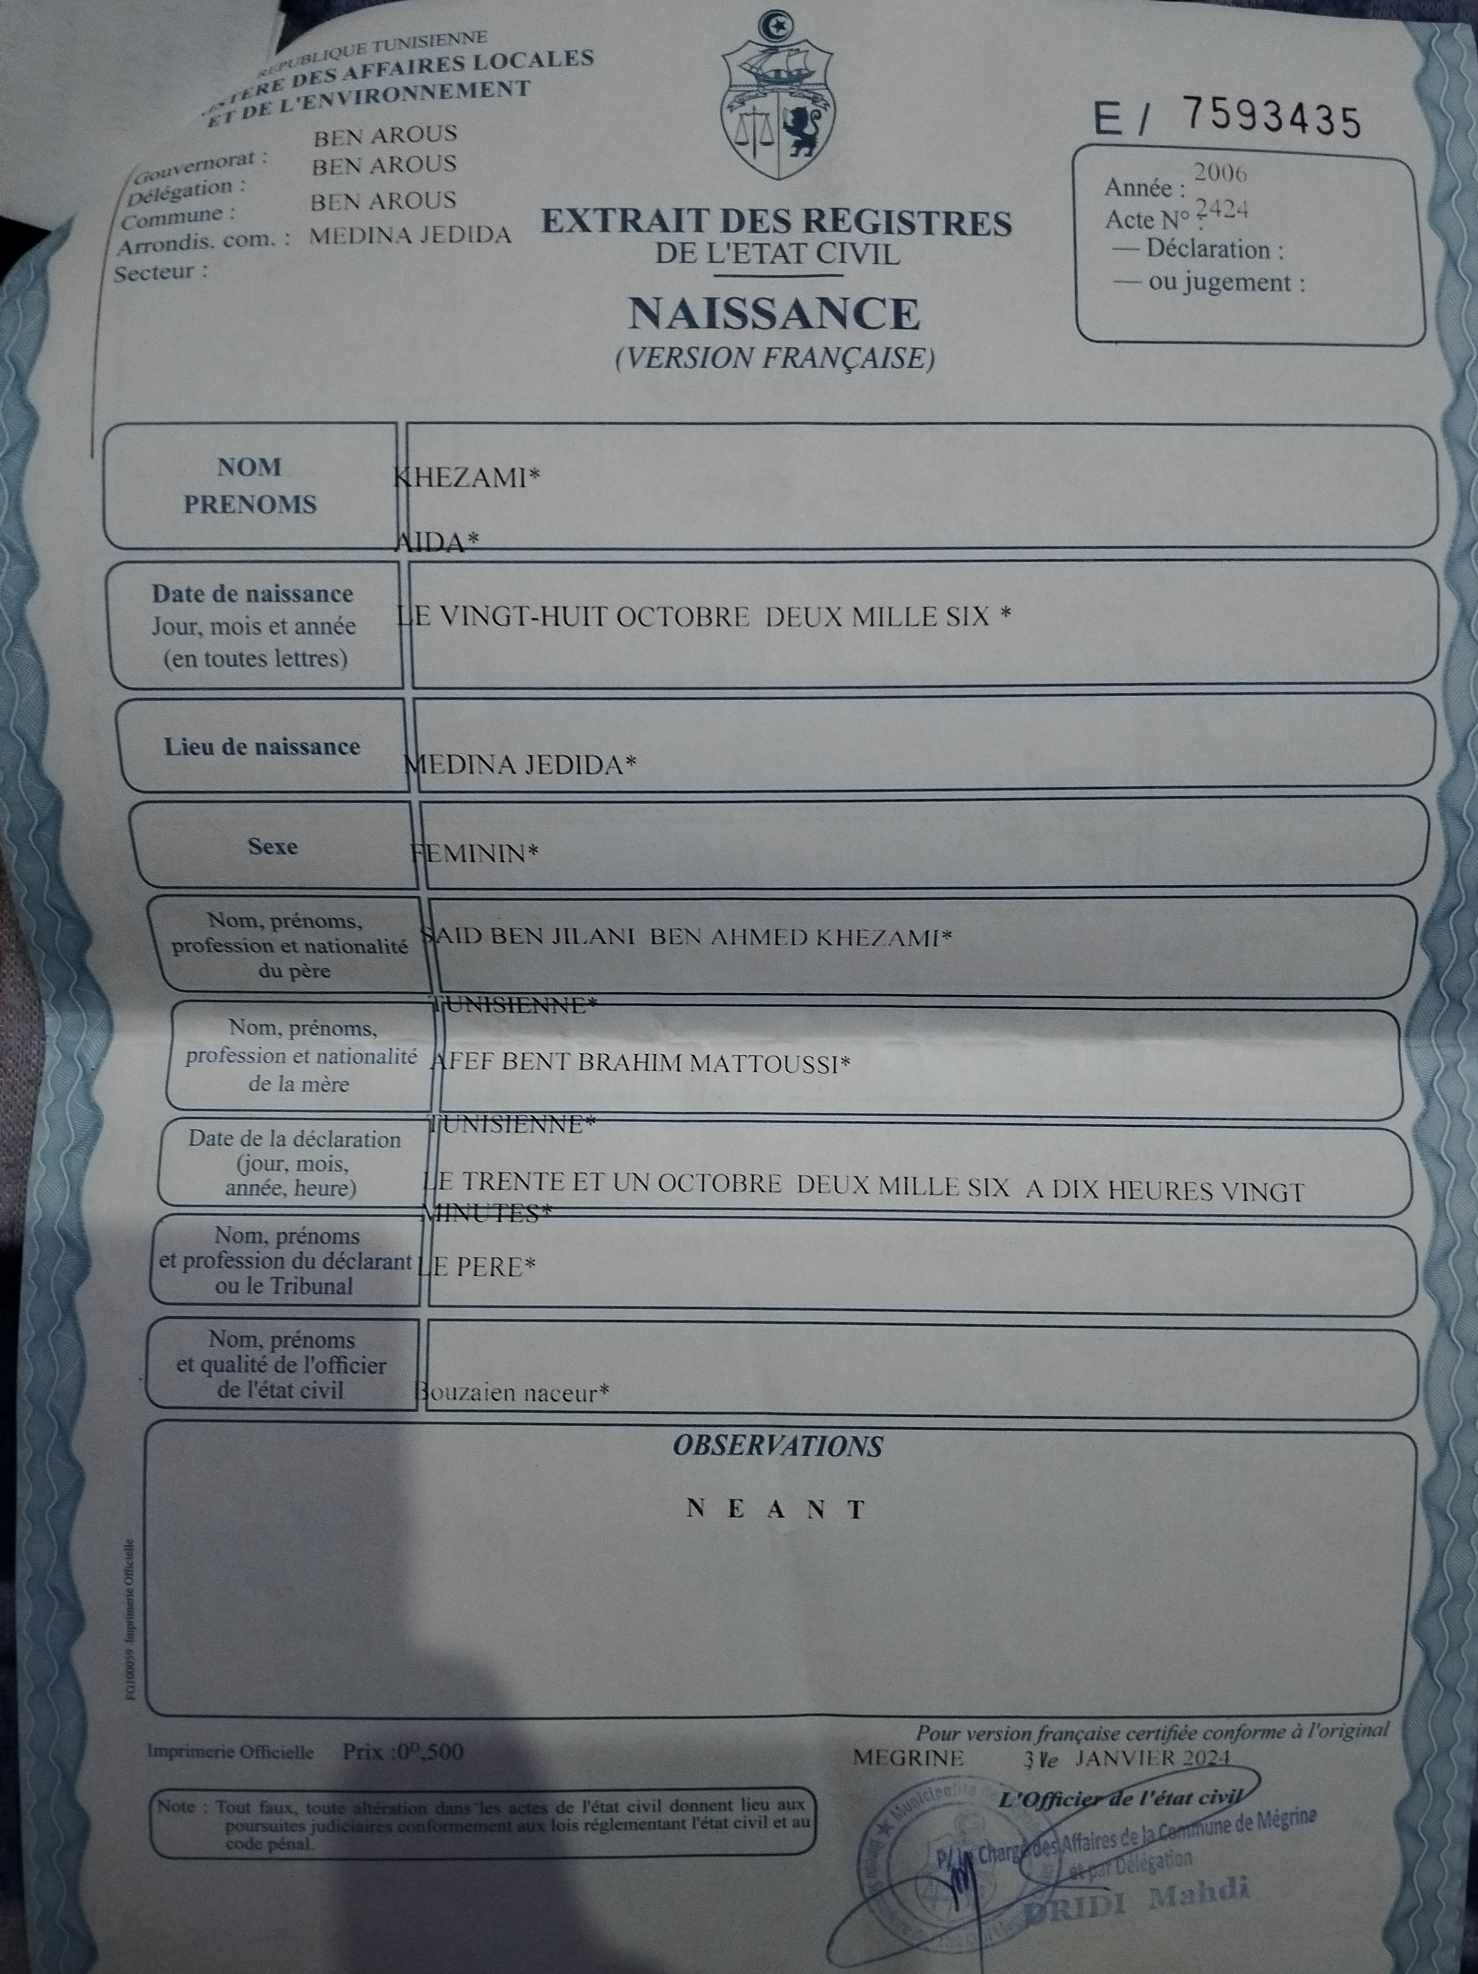 REPUBLIQUE TUNISIENNE
DES AFFAIRES LOCALES
ET DE L'ENVIRONNEMENT
Gouvernorat : BEN AROUS
Délégation : BEN AROUS
Commune : BEN AROUS
Arrondis. com. : MEDINA JEDIDA
Secteur :
EXTRAIT DES REGISTRES
DE L'ETAT CIVIL
NAISSANCE
(VERSION FRANÇAISE)
E / 7593435
Année : 2006
Acte N° : 2424
— Déclaration :
— ou jugement :
NOM
PRENOMS
KHEZAMI*
AIDA*
Date de naissance
Jour, mois et année
(en toutes lettres)
LE VINGT-HUIT OCTOBRE DEUX MILLE SIX *
Lieu de naissance
MEDINA JEDIDA*
Sexe
FEMININ*
Nom, prénoms,
profession et nationalité
du père
SAID BEN JILANI BEN AHMED KHEZAMI*
TUNISIENNE*
Nom, prénoms,
profession et nationalité
de la mère
AFEF BENT BRAHIM MATTOUSSI*
TUNISIENNE*
Date de la déclaration
(jour, mois,
année, heure)
LE TRENTE ET UN OCTOBRE DEUX MILLE SIX A DIX HEURES VINGT
MINUTES*
Nom, prénoms
et profession du déclarant
ou le Tribunal
LE PERE*
Nom, prénoms
et qualité de l'officier
de l'état civil
Bouzaien naceur*
OBSERVATIONS
N E A N T
FG100059 Imprimerie Officielle
Pour version française certifiée conforme à l'original
Imprimerie Officielle Prix :0ᴰ,500
MEGRINE JANVIER 2024
L'Officier de l'état civil
Note : Tout faux, toute altération dans les actes de l'état civil donnent lieu aux
poursuites judiciaires conformement aux lois réglementant l'état civil et au
code pénal.
Municipalité
P/ Le Chargé des Affaires de la Commune de Mégrine
et par Délégation
DRIDI Mahdi